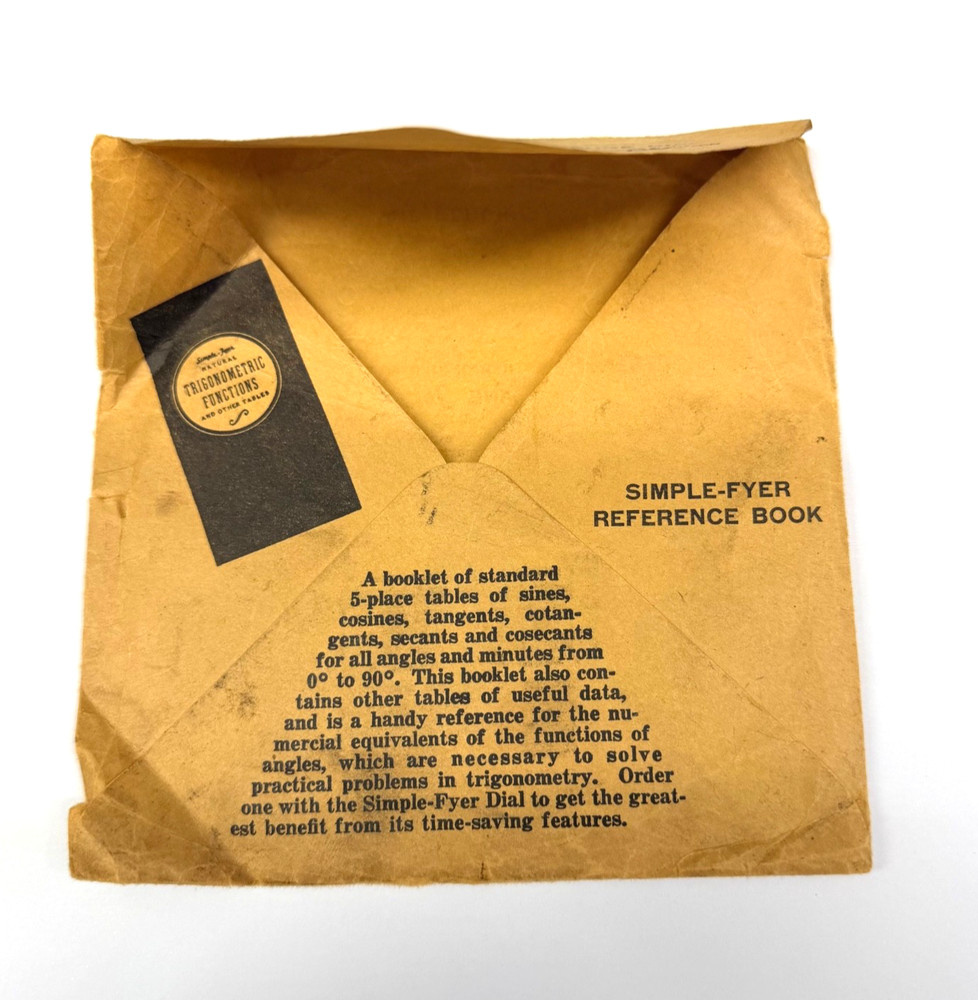 Simple-Fyer
NATURAL
TRIGONOMETRIC
FUNCTIONS
AND OTHER TABLES
SIMPLE-FYER
REFERENCE BOOK
A booklet of standard
5-place tables of sines,
cosines, tangents, cotan-
gents, secants and cosecants
for all angles and minutes from
0° to 90°. This booklet also con-
tains other tables of useful data,
and is a handy reference for the nu-
mercial equivalents of the functions of
angles, which are necessary to solve
practical problems in trigonometry. Order
one with the Simple-Fyer Dial to get the great-
est benefit from its time-saving features.